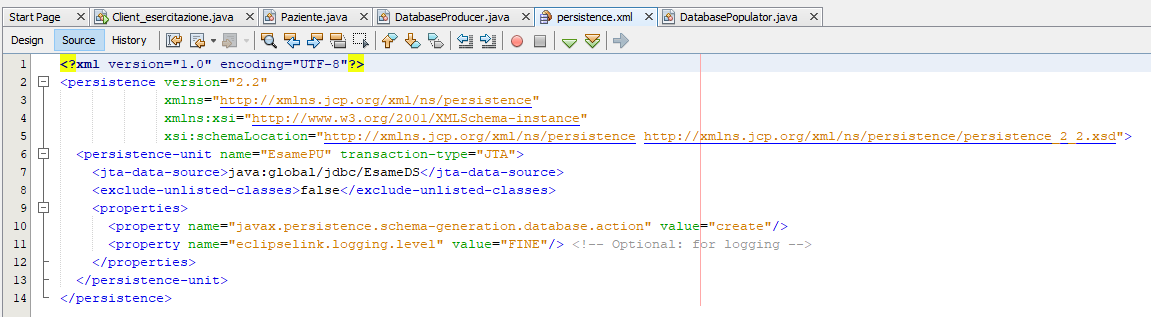 Start Page Client_esercitazione.java Paziente.java DatabaseProducer.java persistence.xml DatabasePopulator.java
Design Source History
1 <?xml version="1.0" encoding="UTF-8"?>
2 <persistence version="2.2"
3 xmlns="http://xmlns.jcp.org/xml/ns/persistence"
4 xmlns:xsi="http://www.w3.org/2001/XMLSchema-instance"
5 xsi:schemaLocation="http://xmlns.jcp.org/xml/ns/persistence http://xmlns.jcp.org/xml/ns/persistence/persistence_2_2.xsd">
6 <persistence-unit name="EsamePU" transaction-type="JTA">
7 <jta-data-source>java:global/jdbc/EsameDS</jta-data-source>
8 <exclude-unlisted-classes>false</exclude-unlisted-classes>
9 <properties>
10 <property name="javax.persistence.schema-generation.database.action" value="create"/>
11 <property name="eclipselink.logging.level" value="FINE"/> <!-- Optional: for logging -->
12 </properties>
13 </persistence-unit>
14 </persistence>